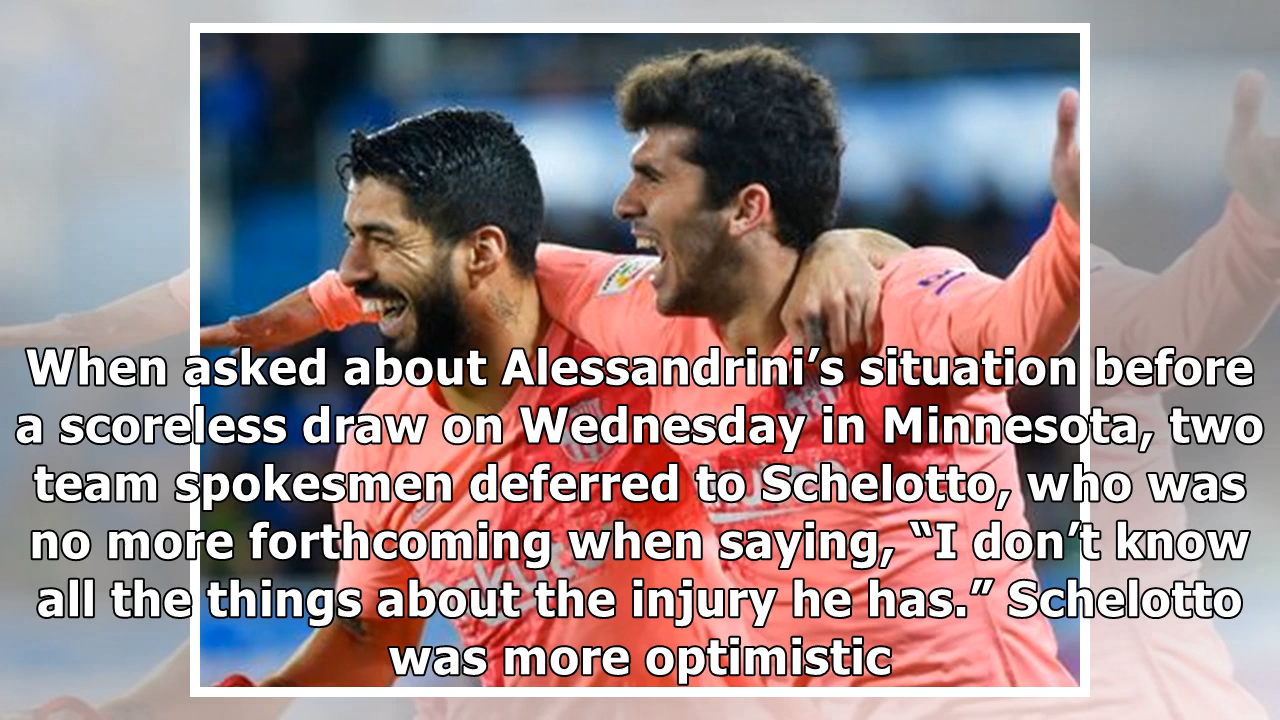 When asked about Alessandrini’s situation before
a scoreless draw on Wednesday in Minnesota, two
team spokesmen deferred to Schelotto, who was
no more forthcoming when saying, “I don’t know
all the things about the injury he has.” Schelotto
was more optimistic